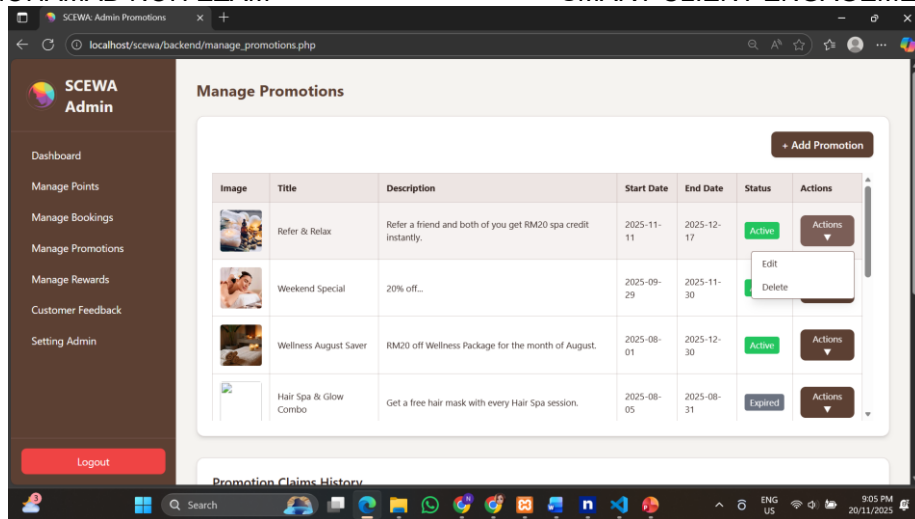 SCEWA: Admin Promotions
localhost/scewa/backend/manage_promotions.php
SCEWA
Admin
Dashboard
Manage Points
Manage Bookings
Manage Promotions
Manage Rewards
Customer Feedback
Setting Admin
Logout
Manage Promotions
+ Add Promotion
Image Title Description Start Date End Date Status Actions
Refer & Relax Refer a friend and both of you get RM20 spa credit instantly. 2025-11-11 2025-12-17 Active Actions ▼
Edit
Delete
Weekend Special 20% off... 2025-09-29 2025-11-30
Wellness August Saver RM20 off Wellness Package for the month of August. 2025-08-01 2025-12-30 Active Actions ▼
Hair Spa & Glow Combo Get a free hair mask with every Hair Spa session. 2025-08-05 2025-08-31 Expired Actions ▼
Promotion Claims History
Search
ENG
US
9:05 PM
20/11/2025